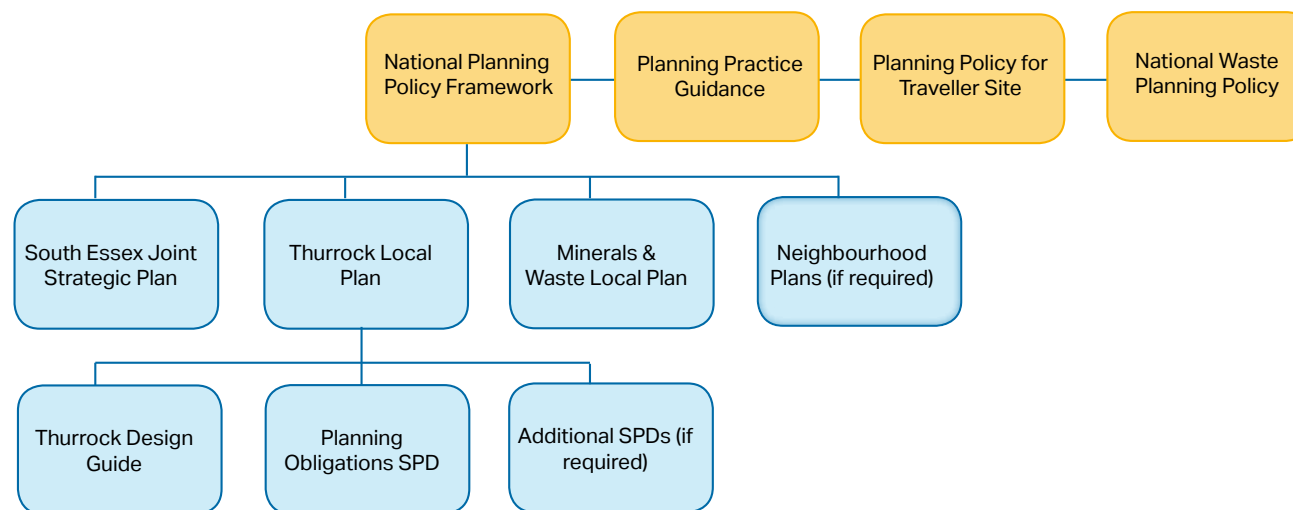 National Planning
Policy Framework
Planning Practice
Guidance
Planning Policy for
Traveller Site
National Waste
Planning Policy
South Essex Joint
Strategic Plan
Thurrock Local
Plan
Minerals &
Waste Local Plan
Neighbourhood
Plans (if required)
Thurrock Design
Guide
Planning
Obligations SPD
Additional SPDs (if
required)